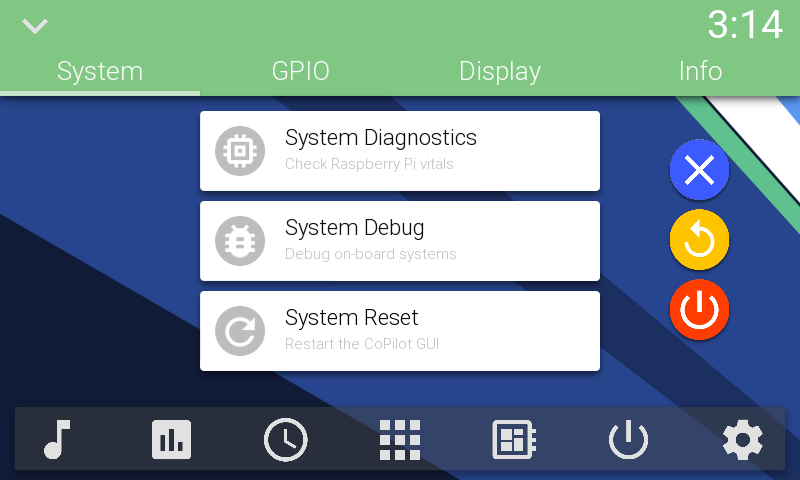 3:14
System
GPIO
Display
Info
System Diagnostics
Check Raspberry Pi vitals
System Debug
Debug on-board systems
System Reset
Restart the CoPilot GUI